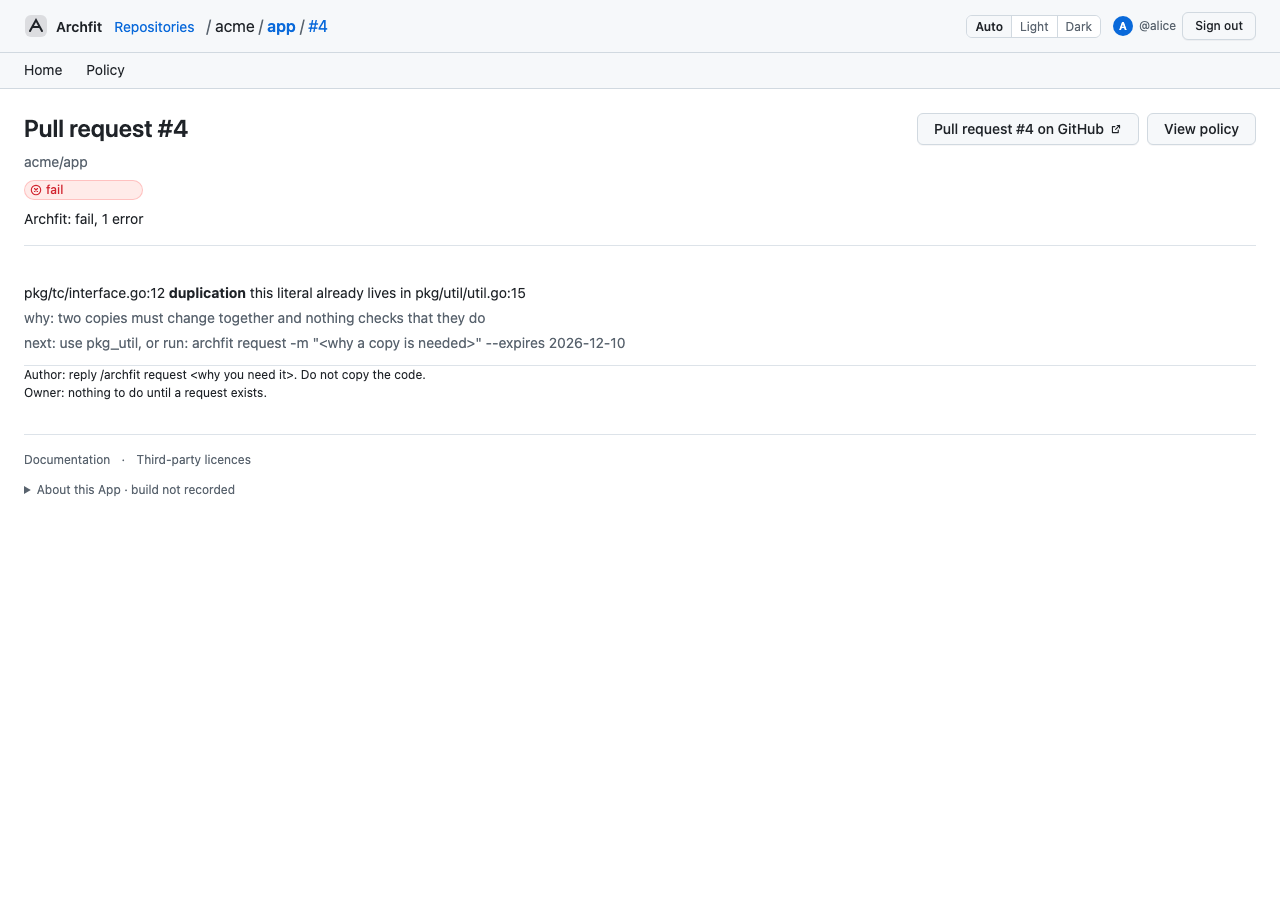 Archfit Repositories / acme / app / #4 Auto Light Dark A @alice Sign out
Home Policy
Pull request #4 Pull request #4 on GitHub View policy
acme/app
fail
Archfit: fail, 1 error
pkg/tc/interface.go:12 duplication this literal already lives in pkg/util/util.go:15
why: two copies must change together and nothing checks that they do
next: use pkg_util, or run: archfit request -m "<why a copy is needed>" --expires 2026-12-10
Author: reply /archfit request <why you need it>. Do not copy the code.
Owner: nothing to do until a request exists.
Documentation · Third-party licences
About this App · build not recorded